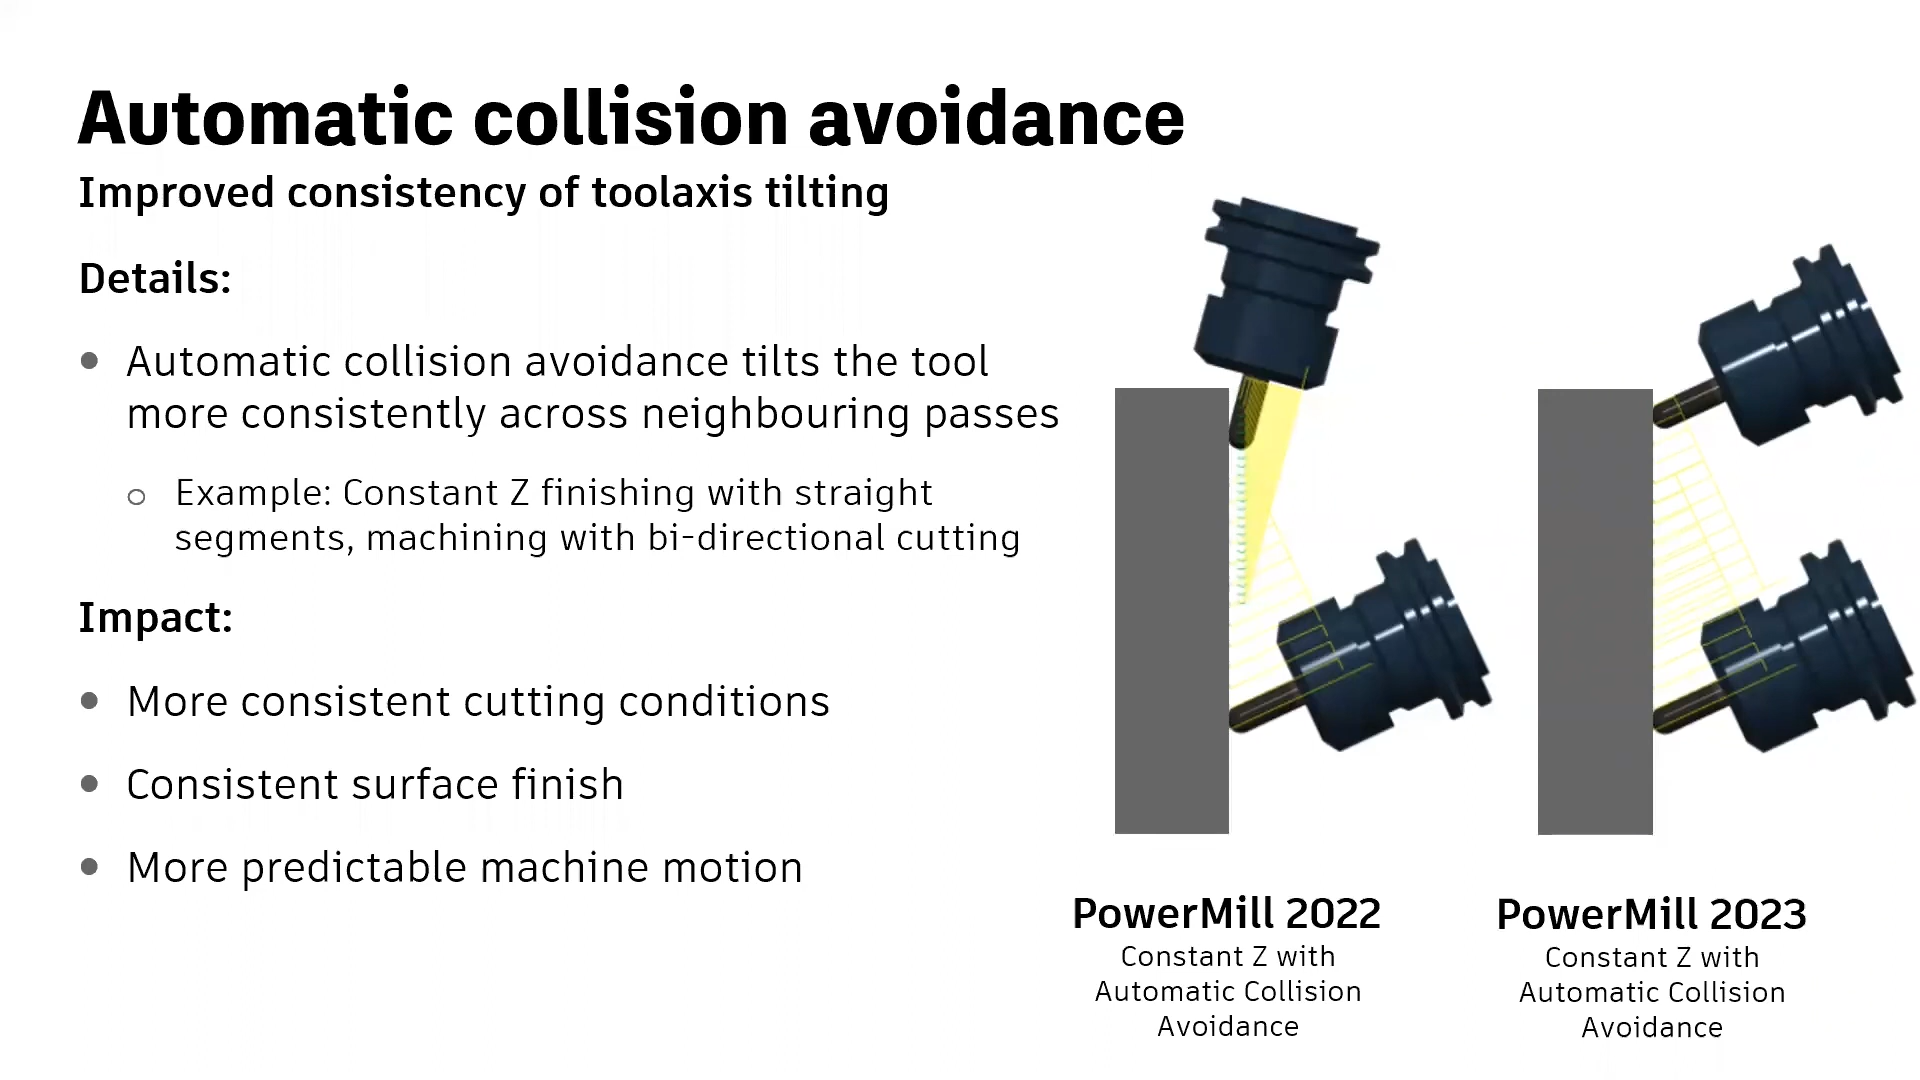 Automatic collision avoidance
Improved consistency of toolaxis tilting
Details:
Automatic collision avoidance tilts the tool
more consistently across neighbouring passes
Example: Constant Z finishing with straight
segments, machining with bi-directional cutting
Impact:
More consistent cutting conditions
Consistent surface finish
More predictable machine motion
PowerMill 2022
Constant Z with
Automatic Collision
Avoidance
PowerMill 2023
Constant Z with
Automatic Collision
Avoidance